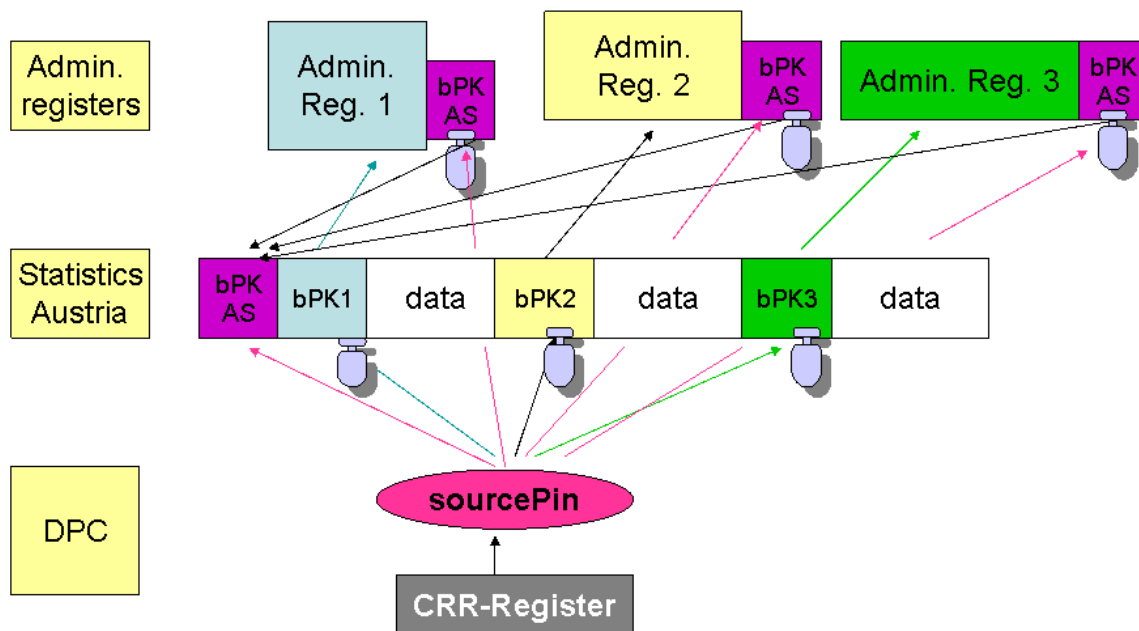 Admin.
registers
Admin.
Reg. 1
bPK
AS
Admin.
Reg. 2
bPK
AS
Admin. Reg. 3
bPK
AS
Statistics
Austria
bPK
AS
bPK1
data
bPK2
data
bPK3
data
DPC
sourcePin
CRR-Register